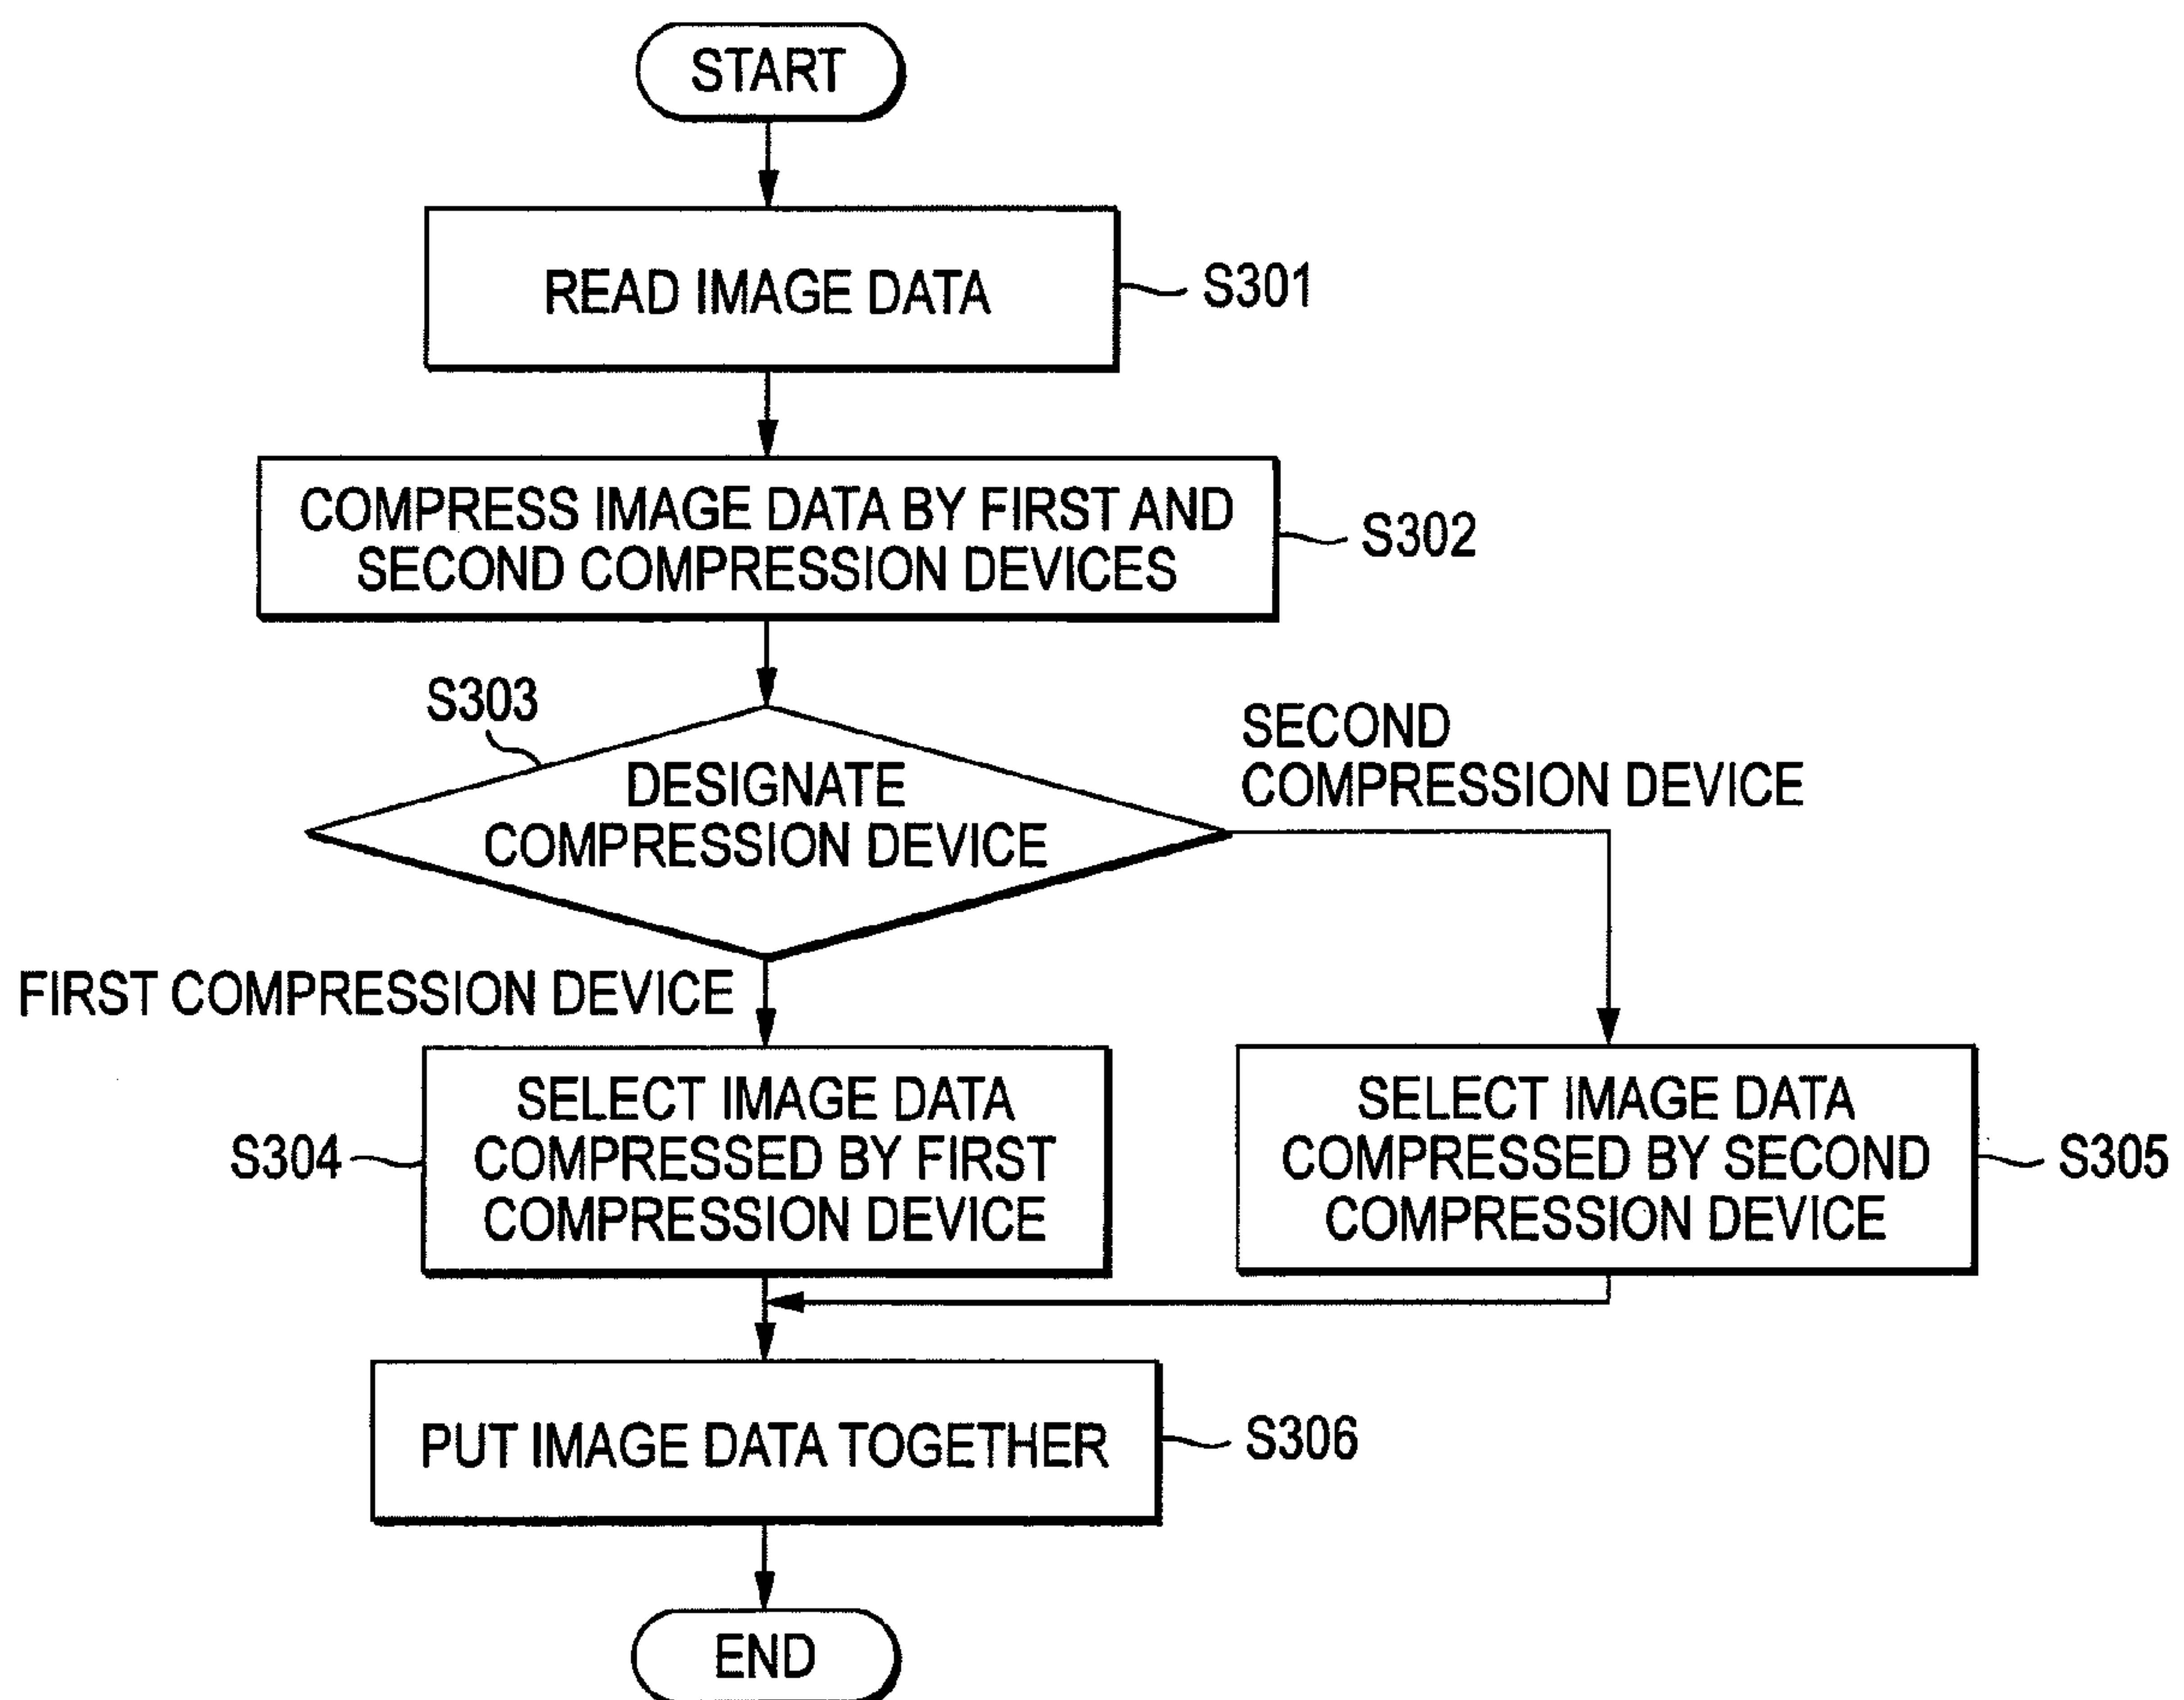 START
READ IMAGE DATA
S301
COMPRESS IMAGE DATA BY FIRST AND
SECOND COMPRESSION DEVICES
S302
S303
DESIGNATE
COMPRESSION DEVICE
SECOND
COMPRESSION DEVICE
FIRST COMPRESSION DEVICE
S304
SELECT IMAGE DATA
COMPRESSED BY FIRST
COMPRESSION DEVICE
SELECT IMAGE DATA
COMPRESSED BY SECOND
COMPRESSION DEVICE
S305
PUT IMAGE DATA TOGETHER
S306
END